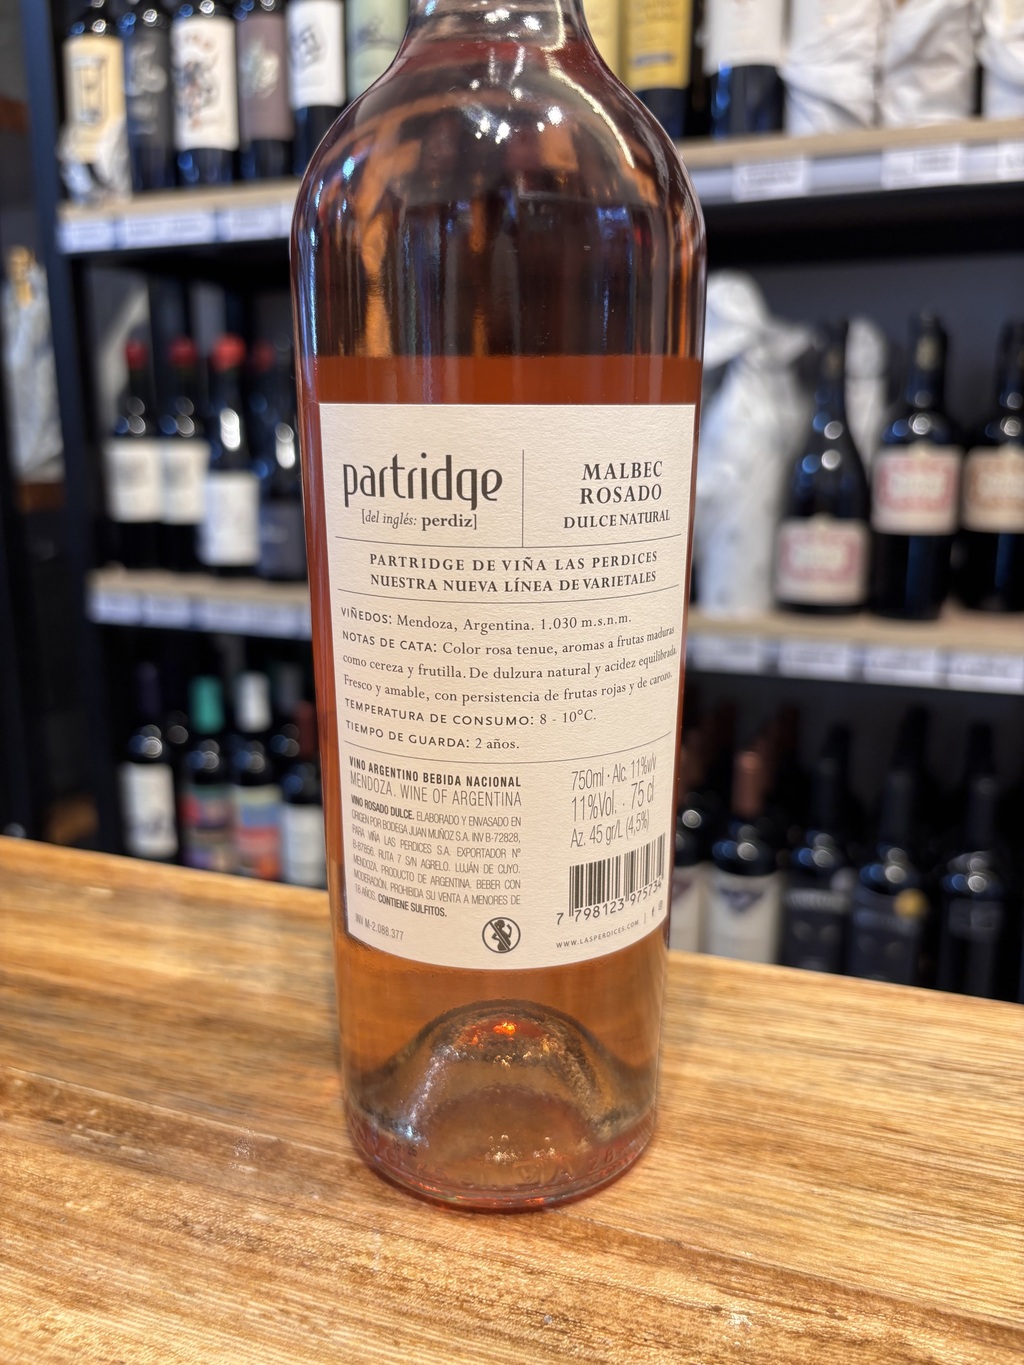 partridge
[del inglés: perdiz]
MALBEC
ROSADO
DULCE NATURAL
PARTRIDGE DE VIÑA LAS PERDICES
NUESTRA NUEVA LÍNEA DE VARIETALES
VIÑEDOS: Mendoza, Argentina. 1.030 m.s.n.m.
NOTAS DE CATA: Color rosa tenue, aromas a frutas maduras
como cereza y frutilla. De dulzura natural y acidez equilibrada.
Fresco y amable, con persistencia de frutas rojas y de carozo.
TEMPERATURA DE CONSUMO: 8 - 10°C.
TIEMPO DE GUARDA: 2 años.
VINO ARGENTINO BEBIDA NACIONAL
MENDOZA. WINE OF ARGENTINA
VINO ROSADO DULCE. ELABORADO Y ENVASADO EN
ORIGEN POR BODEGA JUAN MUÑOZ S.A. INV B-72828,
PARA VIÑA LAS PERDICES S.A. EXPORTADOR Nº
B-87856, RUTA 7 S/N AGRELO. LUJÁN DE CUYO.
MENDOZA. PRODUCTO DE ARGENTINA. BEBER CON
MODERACIÓN. PROHIBIDA SU VENTA A MENORES DE
18 AÑOS. CONTIENE SULFITOS.
INV M-2.088.377
750ml · Alc. 11%v/v
11%Vol. · 75 cl
Az. 45 gr/L (4,5%)
7 798123 975734
WWW.LASPERDICES.COM